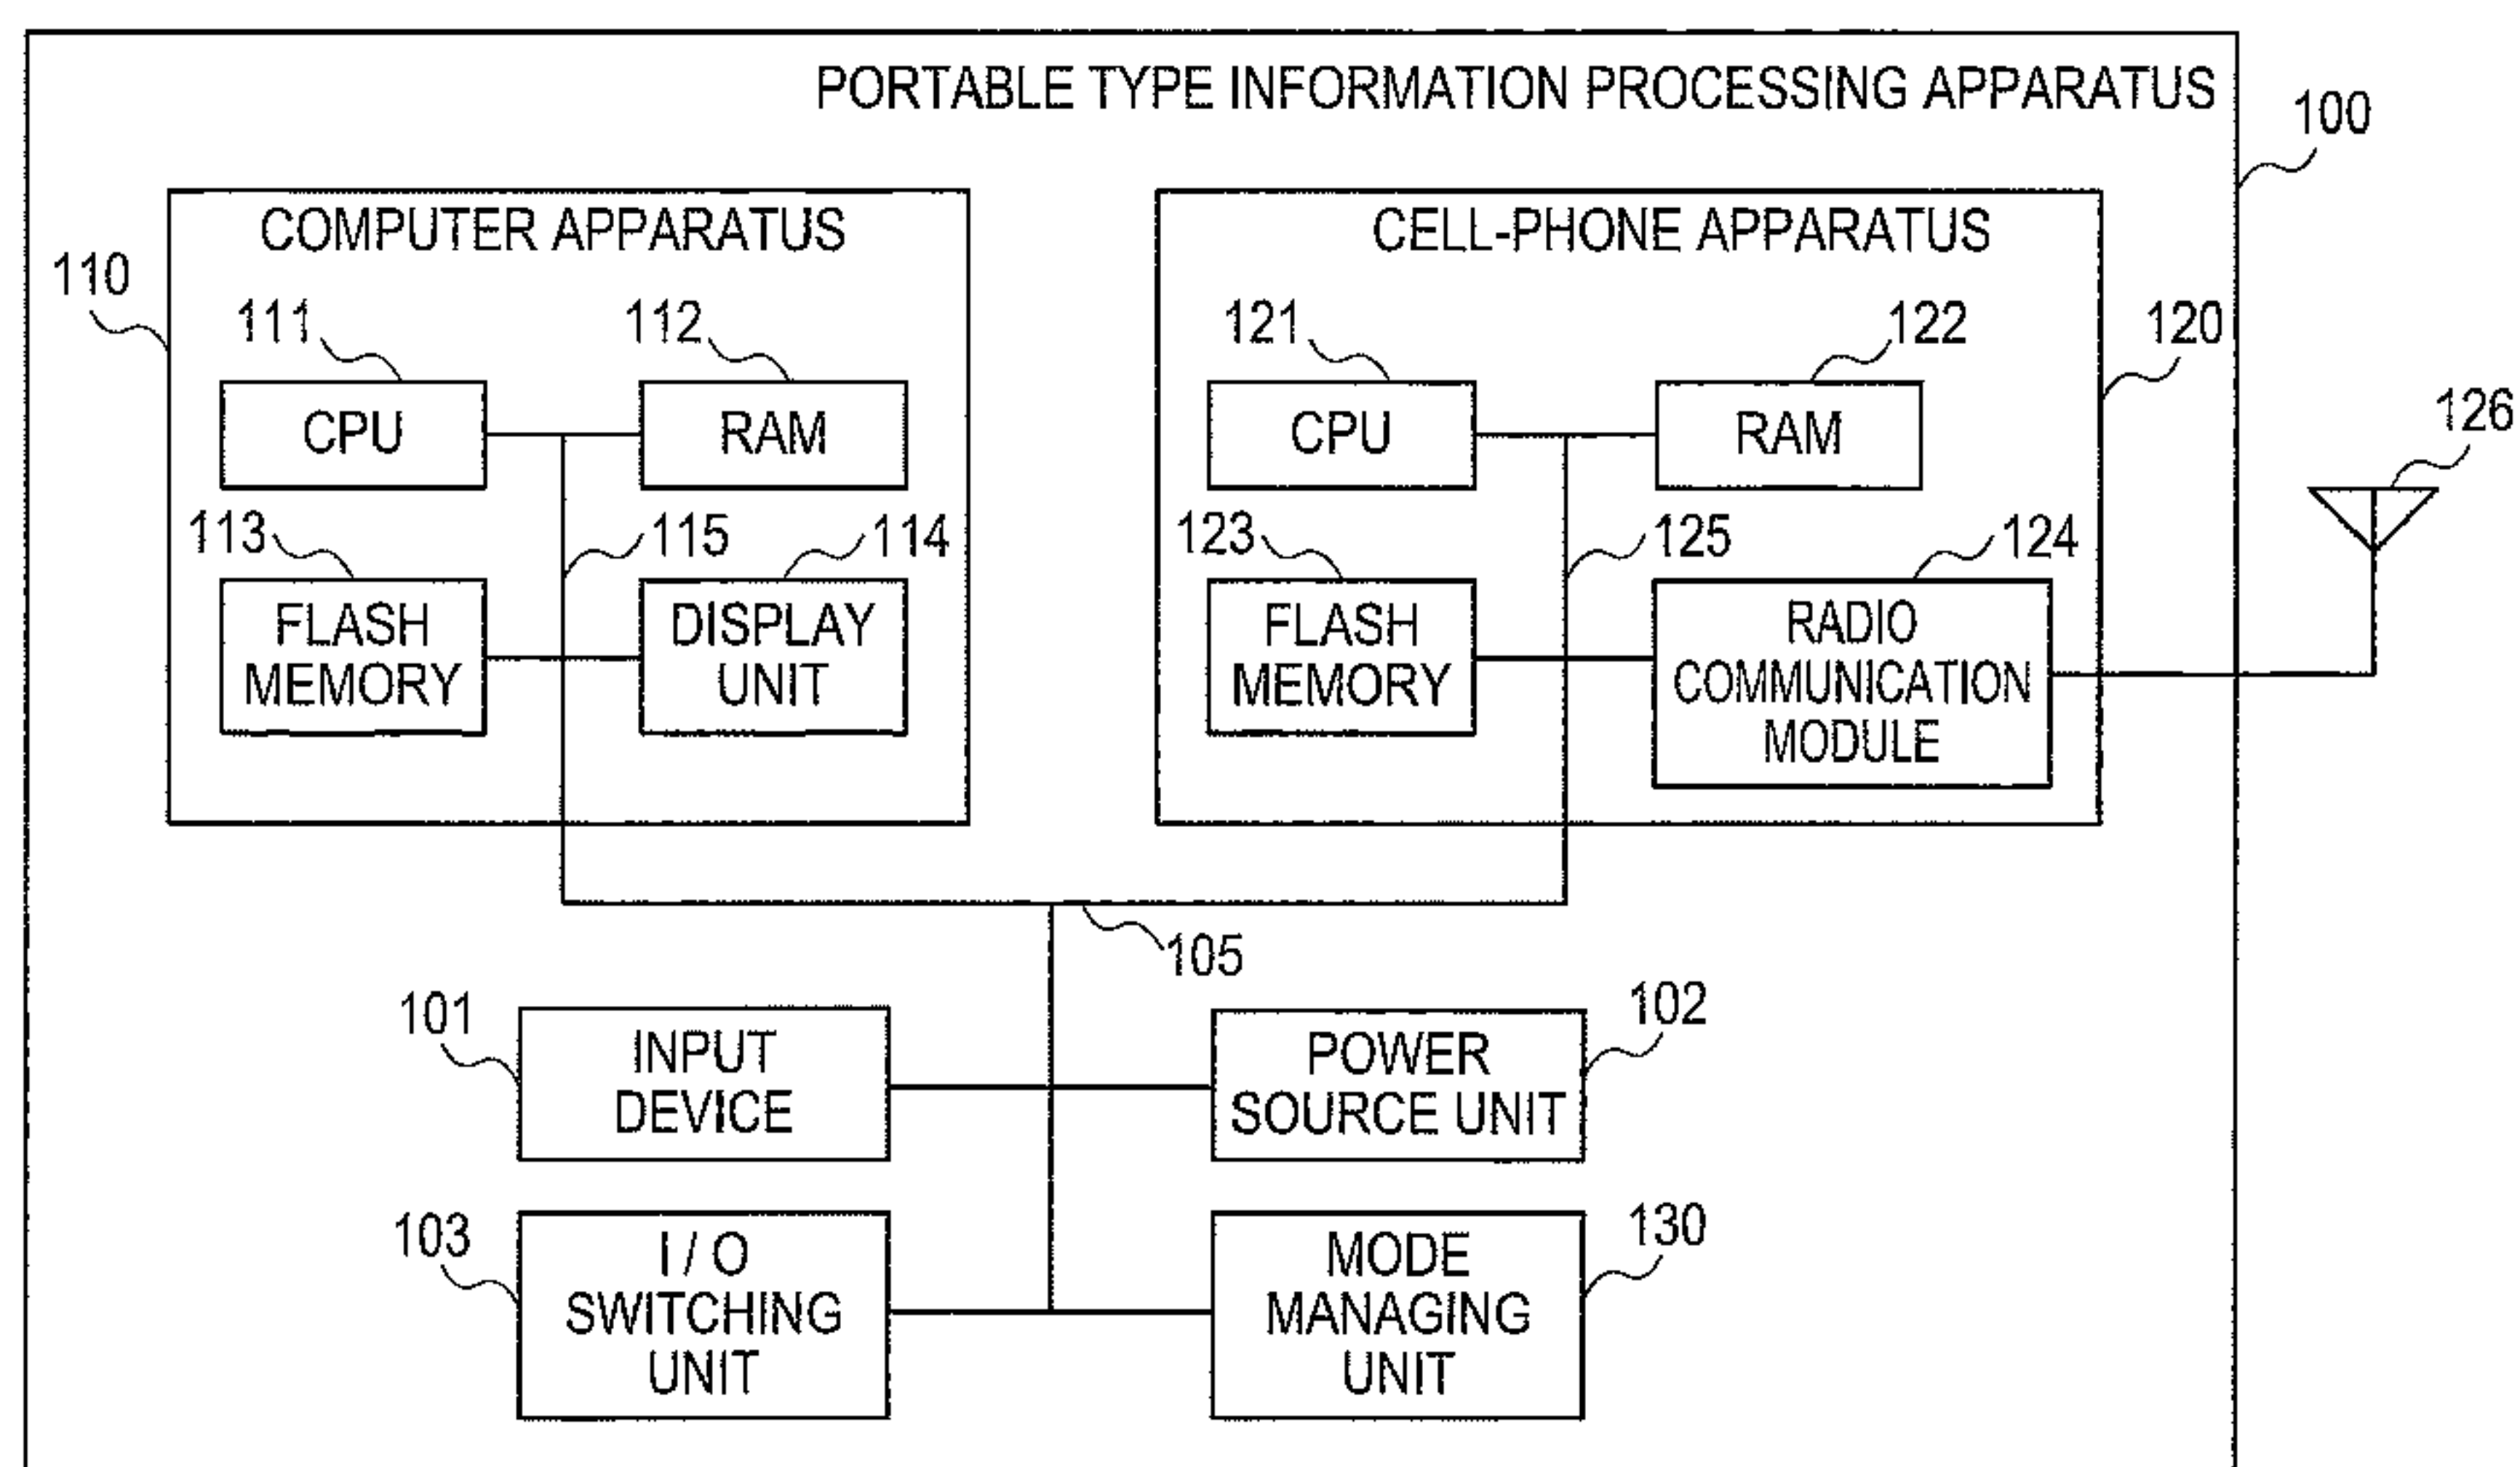 PORTABLE TYPE INFORMATION PROCESSING APPARATUS
100
COMPUTER APPARATUS
110
111
112
CPU
RAM
113
115
114
FLASH
MEMORY
DISPLAY
UNIT
CELL-PHONE APPARATUS
120
121
122
CPU
RAM
123
125
124
FLASH
MEMORY
RADIO
COMMUNICATION
MODULE
126
105
101
INPUT
DEVICE
102
POWER
SOURCE UNIT
103
I / O
SWITCHING
UNIT
130
MODE
MANAGING
UNIT